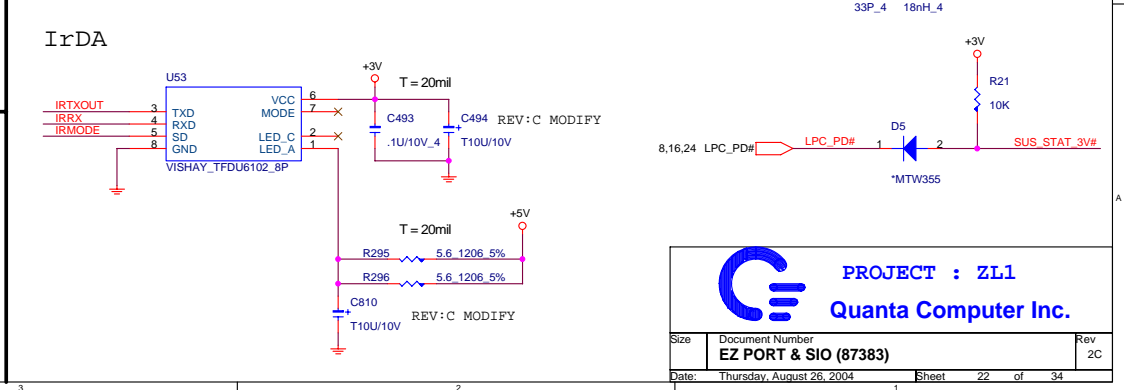 33P_4 18nH_4
IrDA
+3V
U53
T = 20mil
+3V
R21
10K
IRTXOUT 3 TXD VCC 6
IRRX 4 RXD MODE 7
IRMODE 5 SD LED_C 2
8 GND LED_A 1
VISHAY_TFDU6102_8P
C493
.1U/10V_4
C494
T10U/10V
REV:C MODIFY
D5
8,16,24 LPC_PD# LPC_PD# 1 2 SUS_STAT_3V#
*MTW355
A
+5V
T = 20mil
R295 5.6_1206_5%
R296 5.6_1206_5%
C810
T10U/10V
REV:C MODIFY
PROJECT : ZL1
Quanta Computer Inc.
Size Document Number Rev
EZ PORT & SIO (87383) 2C
Date: Thursday, August 26, 2004 Sheet 22 of 34
3 2 1